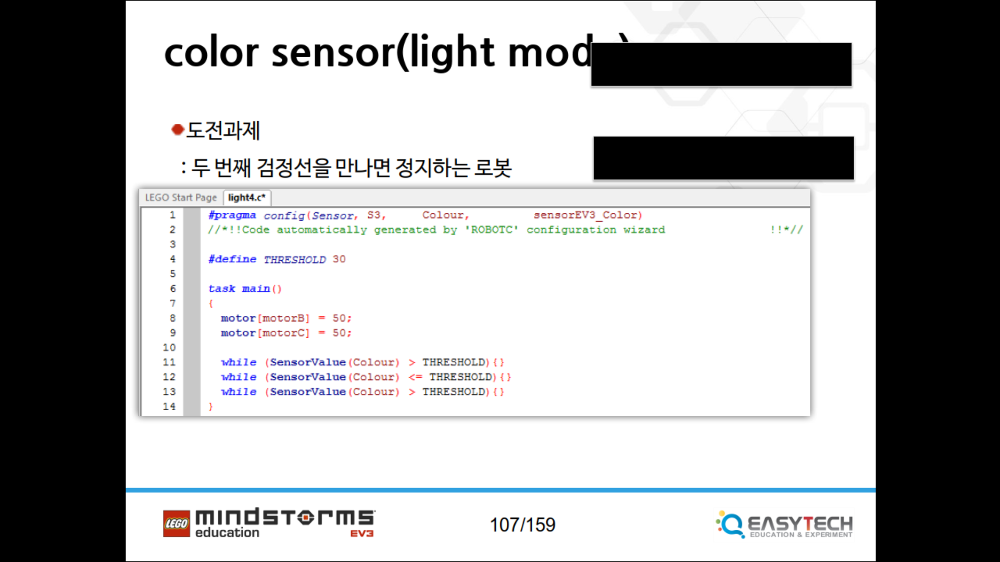 color sensor(light mod
도전과제
: 두 번째 검정선을 만나면 정지하는 로봇
LEGO Start Page light4.c*
1 #pragma config(Sensor, S3, Colour, sensorEV3_Color)
2 //*!!Code automatically generated by 'ROBOTC' configuration wizard !!*//
3
4 #define THRESHOLD 30
5
6 task main()
7 {
8 motor[motorB] = 50;
9 motor[motorC] = 50;
10
11 while (SensorValue(Colour) > THRESHOLD){}
12 while (SensorValue(Colour) <= THRESHOLD){}
13 while (SensorValue(Colour) > THRESHOLD){}
14 }
LEGO mindstorms
education EV3
107/159
EASYTECH
EDUCATION & EXPERIMENT